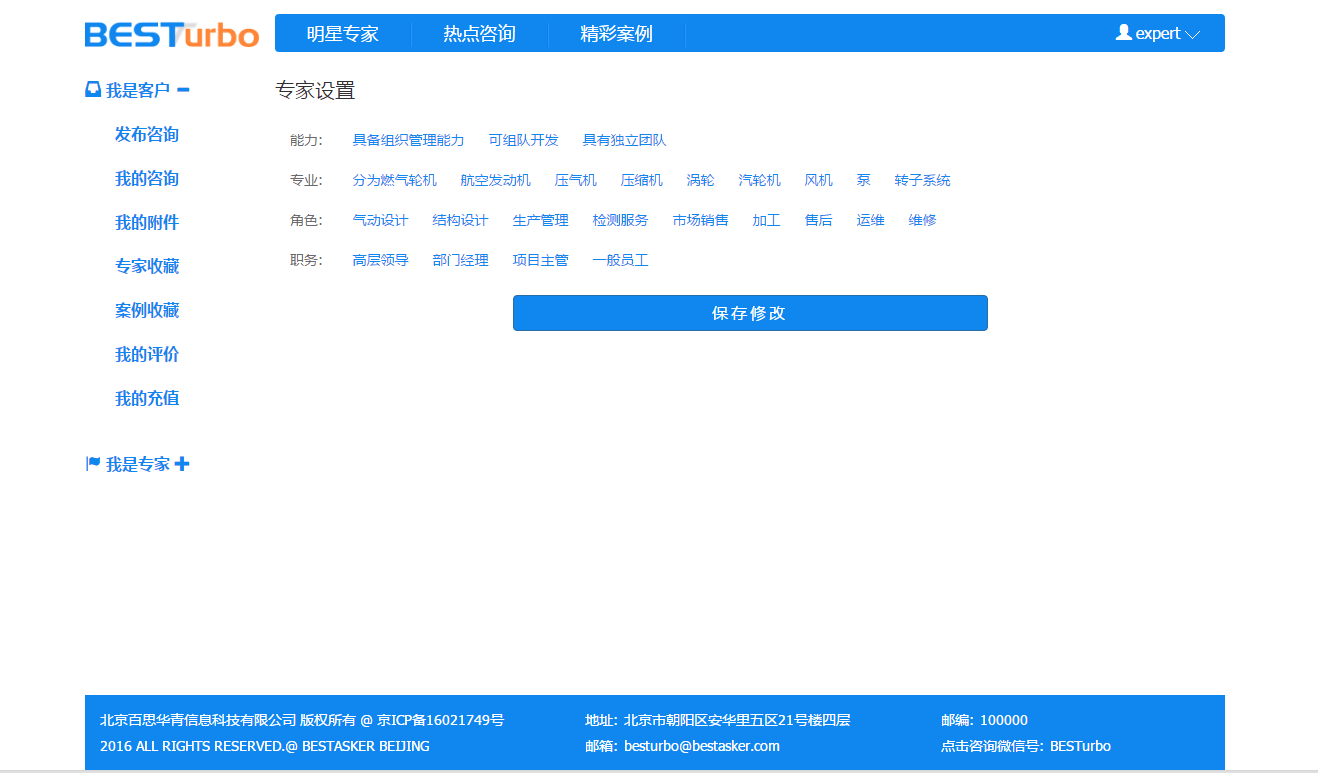 BESTurbo 明星专家 热点咨询 精彩案例 expert
我是客户
发布咨询
我的咨询
我的附件
专家收藏
案例收藏
我的评价
我的充值
我是专家
专家设置
能力： 具备组织管理能力 可组队开发 具有独立团队
专业： 分为燃气轮机 航空发动机 压气机 压缩机 涡轮 汽轮机 风机 泵 转子系统
角色： 气动设计 结构设计 生产管理 检测服务 市场销售 加工 售后 运维 维修
职务： 高层领导 部门经理 项目主管 一般员工
保存修改
北京百思华青信息科技有限公司 版权所有 @ 京ICP备16021749号 地址：北京市朝阳区安华里五区21号楼四层 邮编：100000
2016 ALL RIGHTS RESERVED.@ BESTASKER BEIJING 邮箱：besturbo@bestasker.com 点击咨询微信号：BESTurbo